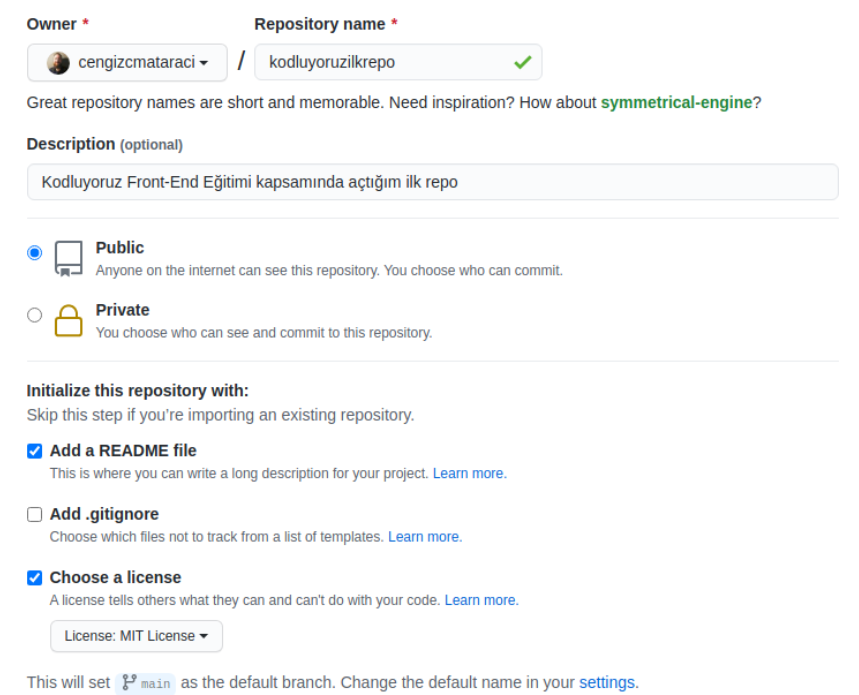 Owner * Repository name *
cengizcmataraci / kodluyoruzilkrepo
Great repository names are short and memorable. Need inspiration? How about symmetrical-engine?
Description (optional)
Kodluyoruz Front-End Eğitimi kapsamında açtığım ilk repo
Public
Anyone on the internet can see this repository. You choose who can commit.
Private
You choose who can see and commit to this repository.
Initialize this repository with:
Skip this step if you’re importing an existing repository.
Add a README file
This is where you can write a long description for your project. Learn more.
Add .gitignore
Choose which files not to track from a list of templates. Learn more.
Choose a license
A license tells others what they can and can't do with your code. Learn more.
License: MIT License
This will set main as the default branch. Change the default name in your settings.